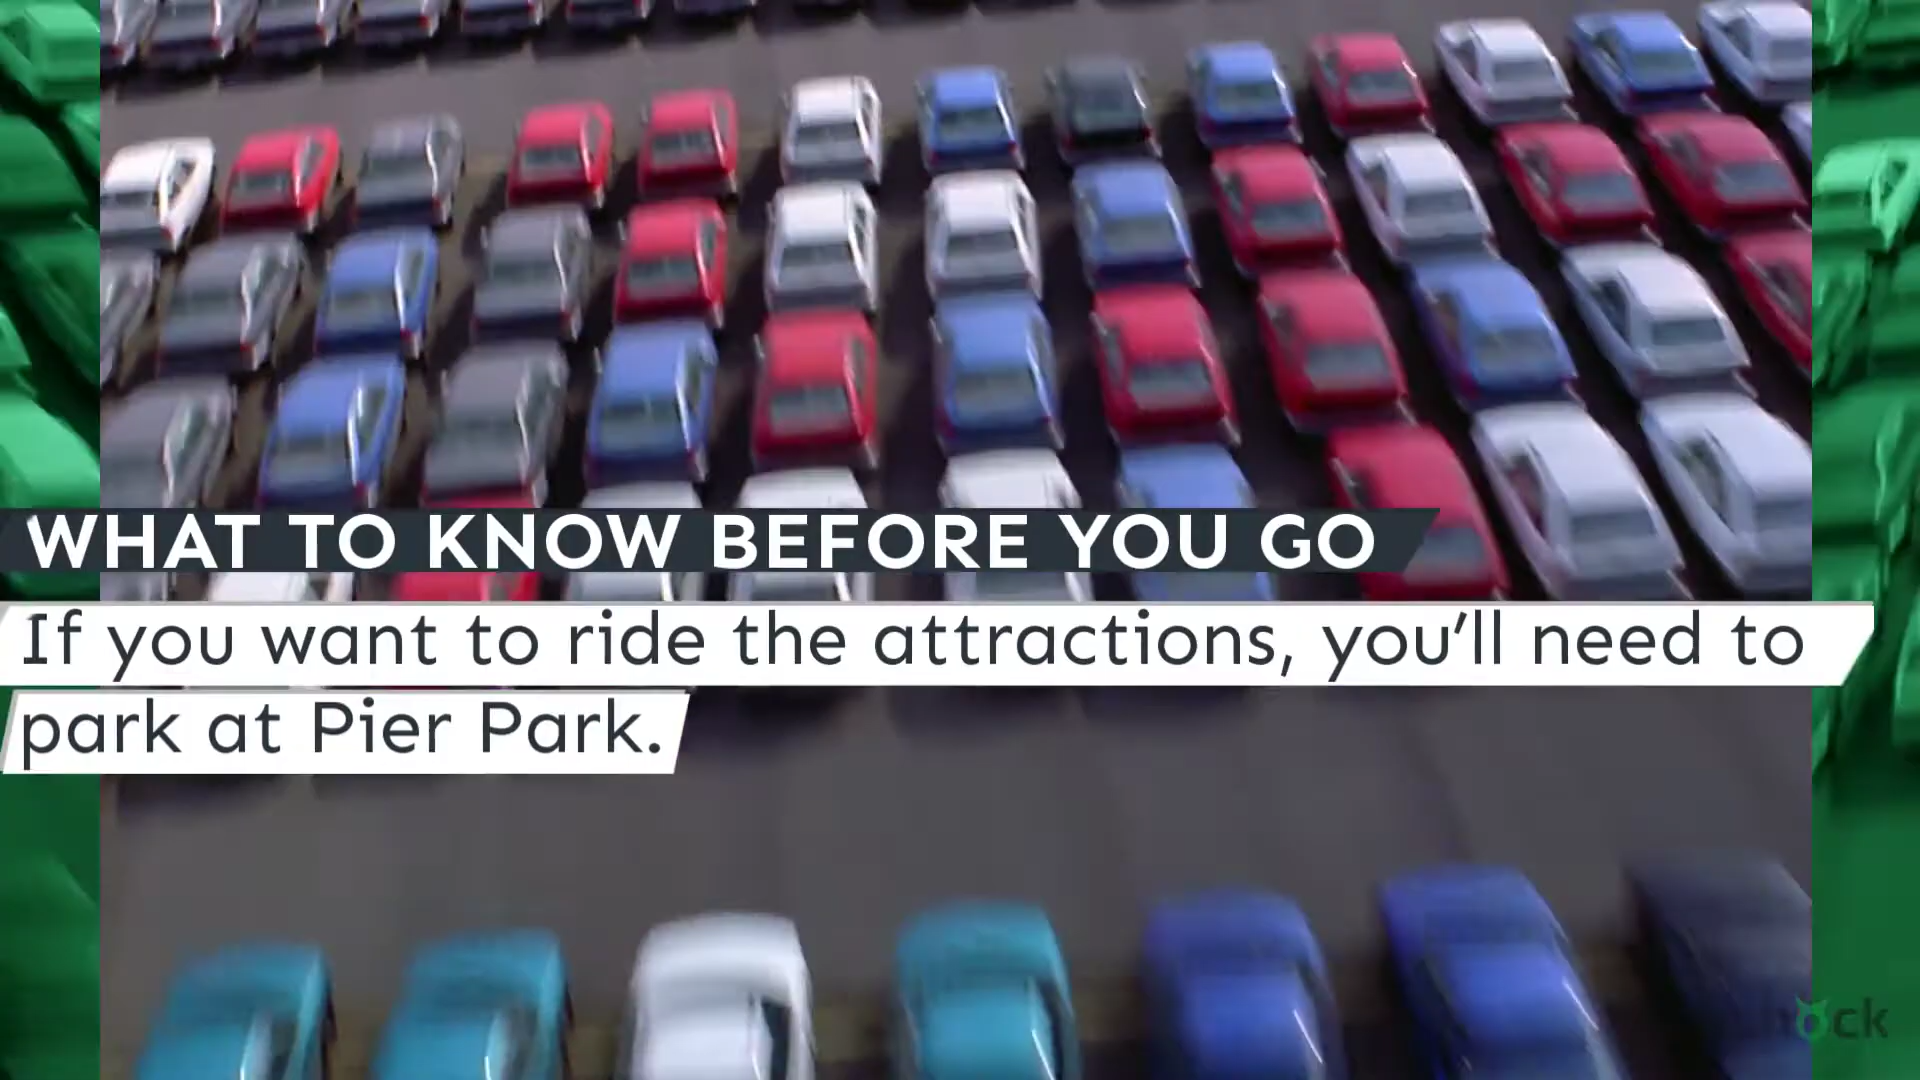 WHAT TO KNOW BEFORE YOU GO
If you want to ride the attractions, you'll need to
park at Pier Park.